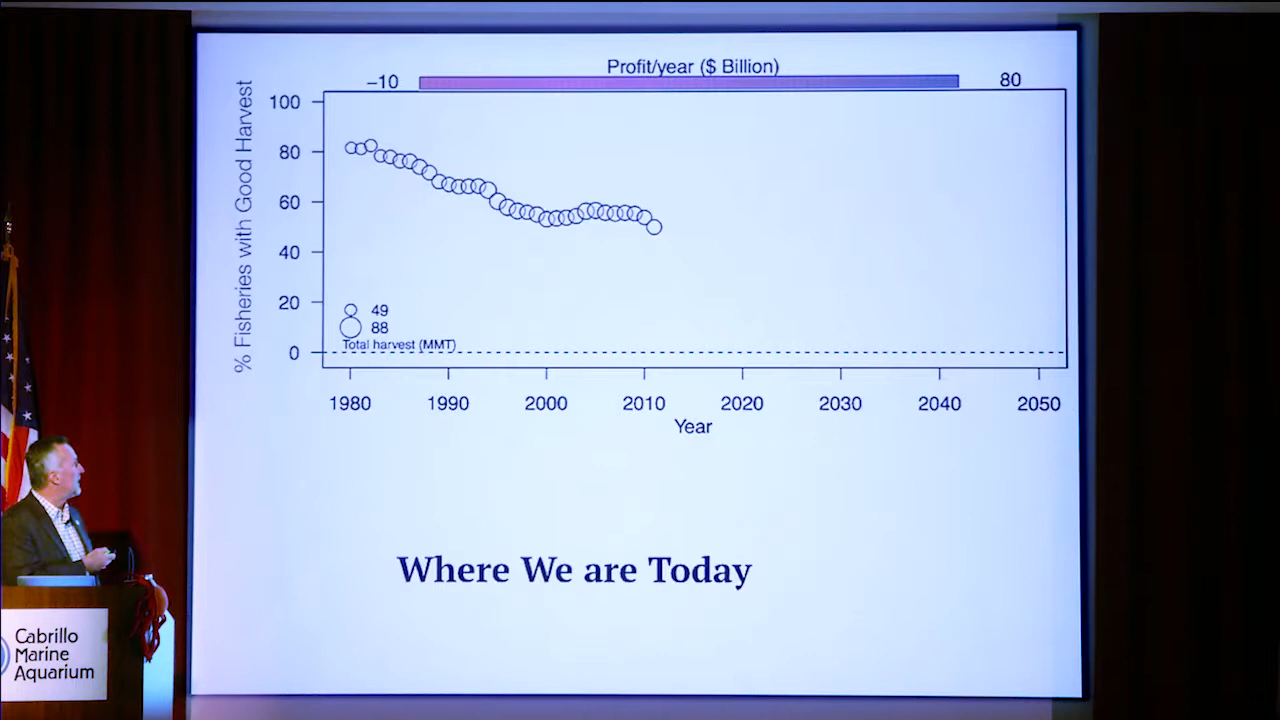 Profit/year ($ Billion)
–10
80
% Fisheries with Good Harvest
100
80
60
40
20
0
49
88
Total harvest (MMT)
1980 1990 2000 2010 2020 2030 2040 2050
Year
Where We are Today
Cabrillo
Marine
Aquarium